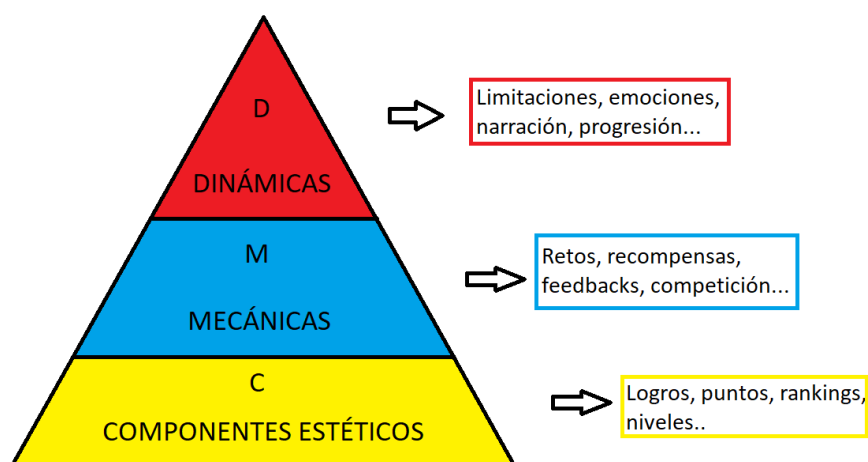 D
DINÁMICAS
Limitaciones, emociones,
narración, progresión...
M
MECÁNICAS
Retos, recompensas,
feedbacks, competición...
C
COMPONENTES ESTÉTICOS
Logros, puntos, rankings,
niveles..